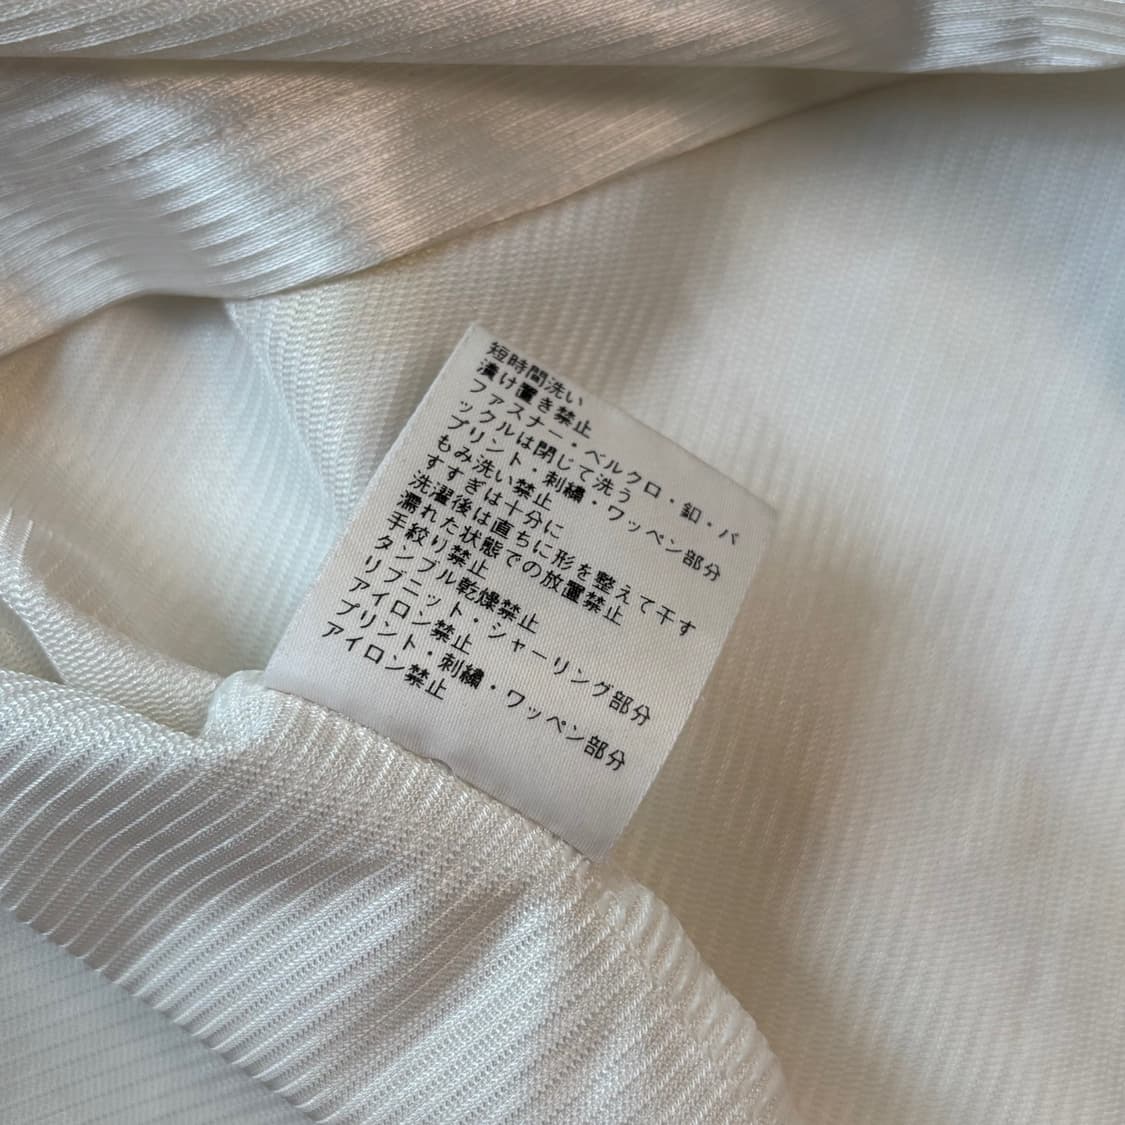 短時間洗い
漬け置き禁止
ファスナー・ベルクロ・釦・バ
ックルは閉じて洗う
プリント・刺繍・ワッペン部分
もみ洗い禁止
すすぎは十分に
洗濯後は直ちに形を整えて干す
濡れた状態での放置禁止
手絞り禁止
タンブル乾燥禁止
リブニット・シャーリング部分
アイロン禁止
プリント・刺繍・ワッペン部分
アイロン禁止